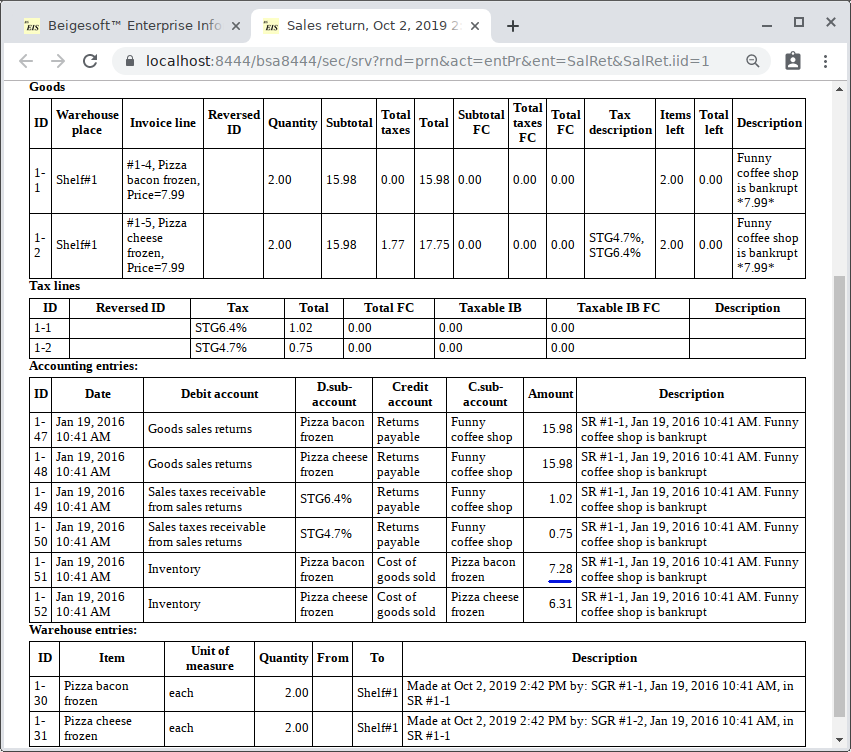 Beigesoft™ Enterprise Info
Sales return, Oct 2, 2019 2
localhost:8444/bsa8444/sec/srv?rnd=prn&act=entPr&ent=SalRet&SalRet.iid=1
Goods
ID Warehouse place Invoice line Reversed ID Quantity Subtotal Total taxes Total Subtotal FC Total taxes FC Total FC Tax description Items left Total left Description
1-1 Shelf#1 #1-4, Pizza bacon frozen, Price=7.99 2.00 15.98 0.00 15.98 0.00 0.00 0.00 2.00 0.00 Funny coffee shop is bankrupt *7.99*
1-2 Shelf#1 #1-5, Pizza cheese frozen, Price=7.99 2.00 15.98 1.77 17.75 0.00 0.00 0.00 STG4.7%, STG6.4% 2.00 0.00 Funny coffee shop is bankrupt *7.99*
Tax lines
ID Reversed ID Tax Total Total FC Taxable IB Taxable IB FC Description
1-1 STG6.4% 1.02 0.00 0.00 0.00
1-2 STG4.7% 0.75 0.00 0.00 0.00
Accounting entries:
ID Date Debit account D.sub-account Credit account C.sub-account Amount Description
1-47 Jan 19, 2016 10:41 AM Goods sales returns Pizza bacon frozen Returns payable Funny coffee shop 15.98 SR #1-1, Jan 19, 2016 10:41 AM. Funny coffee shop is bankrupt
1-48 Jan 19, 2016 10:41 AM Goods sales returns Pizza cheese frozen Returns payable Funny coffee shop 15.98 SR #1-1, Jan 19, 2016 10:41 AM. Funny coffee shop is bankrupt
1-49 Jan 19, 2016 10:41 AM Sales taxes receivable from sales returns STG6.4% Returns payable Funny coffee shop 1.02 SR #1-1, Jan 19, 2016 10:41 AM. Funny coffee shop is bankrupt
1-50 Jan 19, 2016 10:41 AM Sales taxes receivable from sales returns STG4.7% Returns payable Funny coffee shop 0.75 SR #1-1, Jan 19, 2016 10:41 AM. Funny coffee shop is bankrupt
1-51 Jan 19, 2016 10:41 AM Inventory Pizza bacon frozen Cost of goods sold Pizza bacon frozen 7.28 SR #1-1, Jan 19, 2016 10:41 AM. Funny coffee shop is bankrupt
1-52 Jan 19, 2016 10:41 AM Inventory Pizza cheese frozen Cost of goods sold Pizza cheese frozen 6.31 SR #1-1, Jan 19, 2016 10:41 AM. Funny coffee shop is bankrupt
Warehouse entries:
ID Item Unit of measure Quantity From To Description
1-30 Pizza bacon frozen each 2.00 Shelf#1 Made at Oct 2, 2019 2:42 PM by: SGR #1-1, Jan 19, 2016 10:41 AM, in SR #1-1
1-31 Pizza cheese frozen each 2.00 Shelf#1 Made at Oct 2, 2019 2:42 PM by: SGR #1-2, Jan 19, 2016 10:41 AM, in SR #1-1